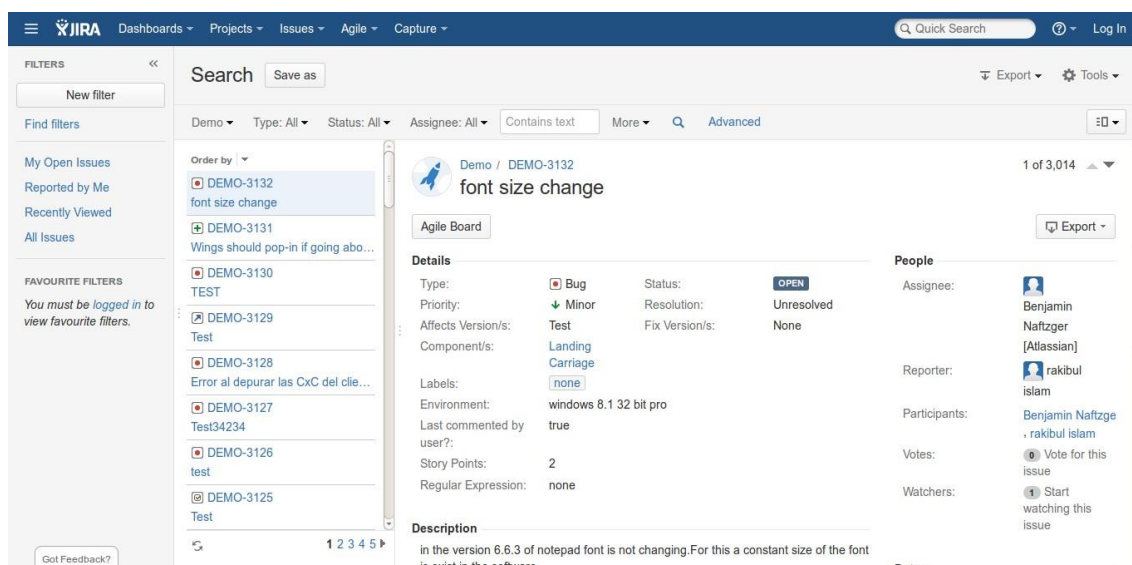 JIRA Dashboards Projects Issues Agile Capture Quick Search Log In
FILTERS
New filter
Find filters
My Open Issues
Reported by Me
Recently Viewed
All Issues
FAVOURITE FILTERS
You must be logged in to
view favourite filters.
Got Feedback?
Search Save as Export Tools
Demo Type: All Status: All Assignee: All Contains text More Advanced
Order by
DEMO-3132
font size change
DEMO-3131
Wings should pop-in if going abo...
DEMO-3130
TEST
DEMO-3129
Test
DEMO-3128
Error al depurar las CxC del clie...
DEMO-3127
Test34234
DEMO-3126
test
DEMO-3125
Test
1 2 3 4 5
Demo / DEMO-3132
font size change
1 of 3,014
Agile Board Export
Details
Type: Bug Status: OPEN
Priority: Minor Resolution: Unresolved
Affects Version/s: Test Fix Version/s: None
Component/s: Landing
Carriage
Labels: none
Environment: windows 8.1 32 bit pro
Last commented by true
user?:
Story Points: 2
Regular Expression: none
Description
in the version 6.6.3 of notepad font is not changing.For this a constant size of the font
is exist in the software
People
Assignee:
Benjamin
Naftzger
[Atlassian]
Reporter: rakibul
islam
Participants: Benjamin Naftzge
, rakibul islam
Votes: 0 Vote for this
issue
Watchers: 1 Start
watching this
issue